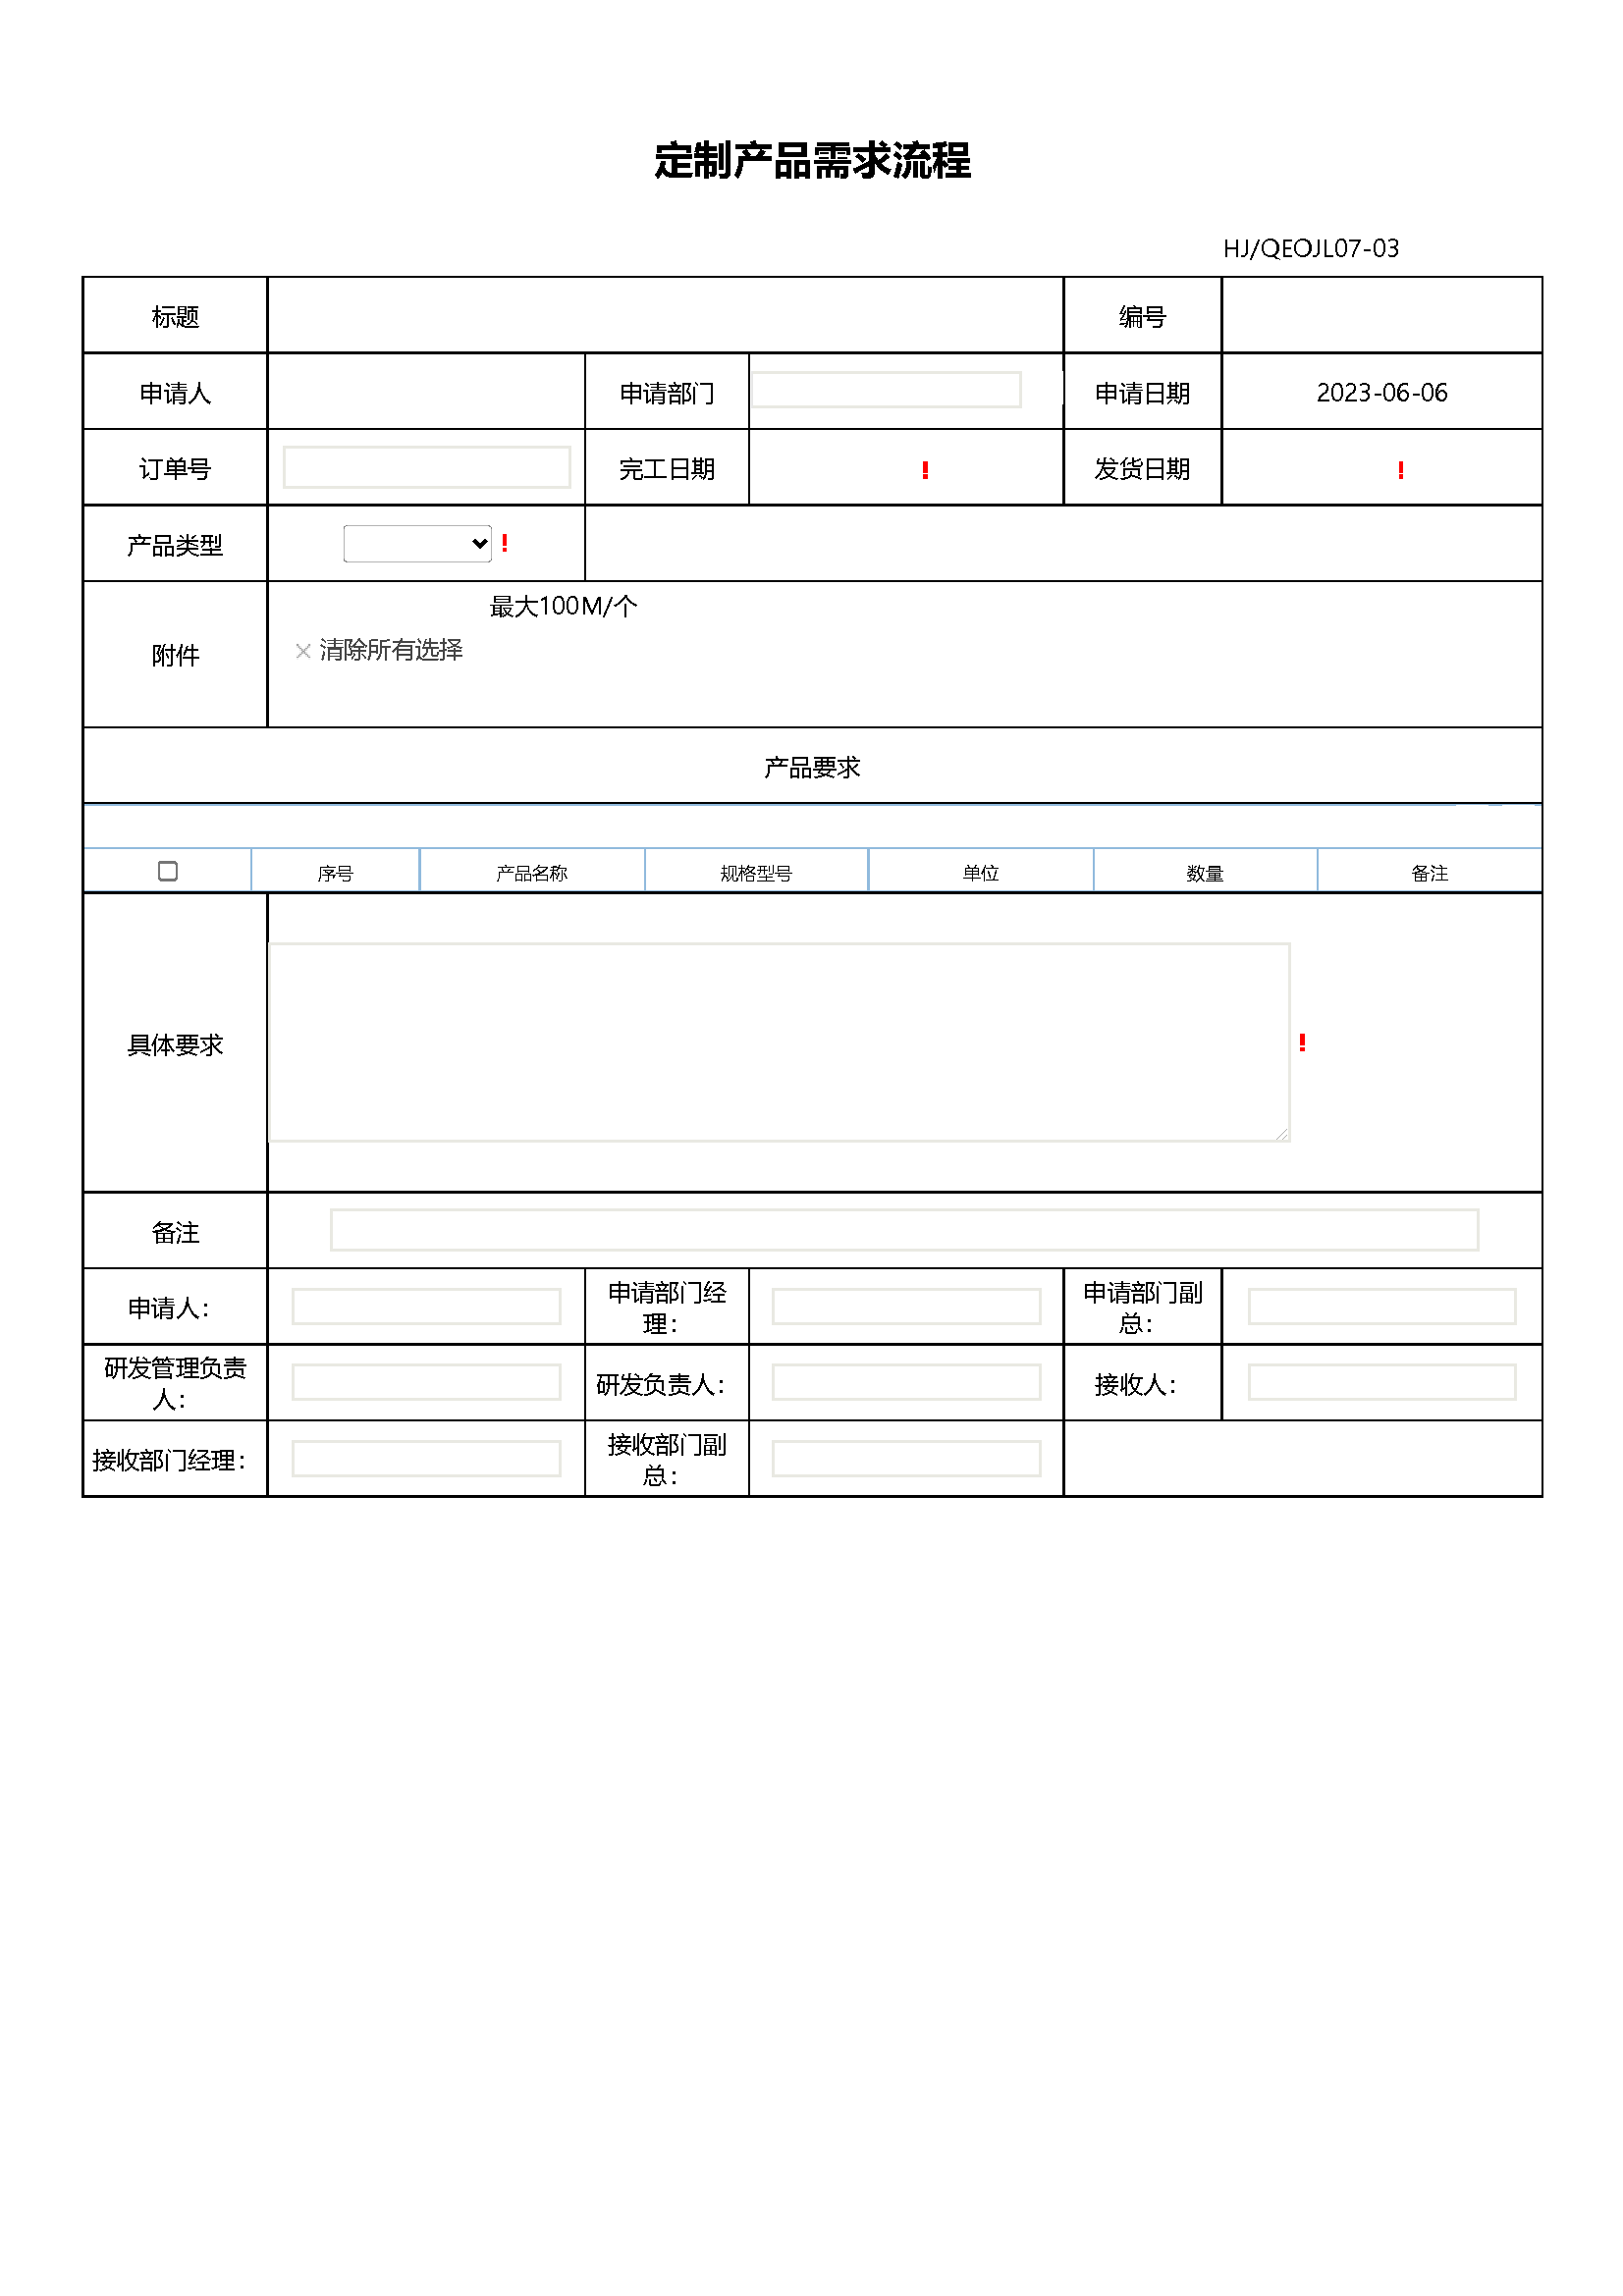 定制产品需求流程
HJ/QEOJL07-03
标题 编号
申请人 申请部门 申请日期 2023-06-06
订单号 完工日期 ! 发货日期 !
产品类型 !
最大100M/个
附件 清除所有选择
产品要求
序号 产品名称 规格型号 单位 数量 备注
具体要求 !
备注
申请人： 申请部门经
理： 申请部门副
总：
研发管理负责
人： 研发负责人： 接收人：
接收部门经理： 接收部门副
总：